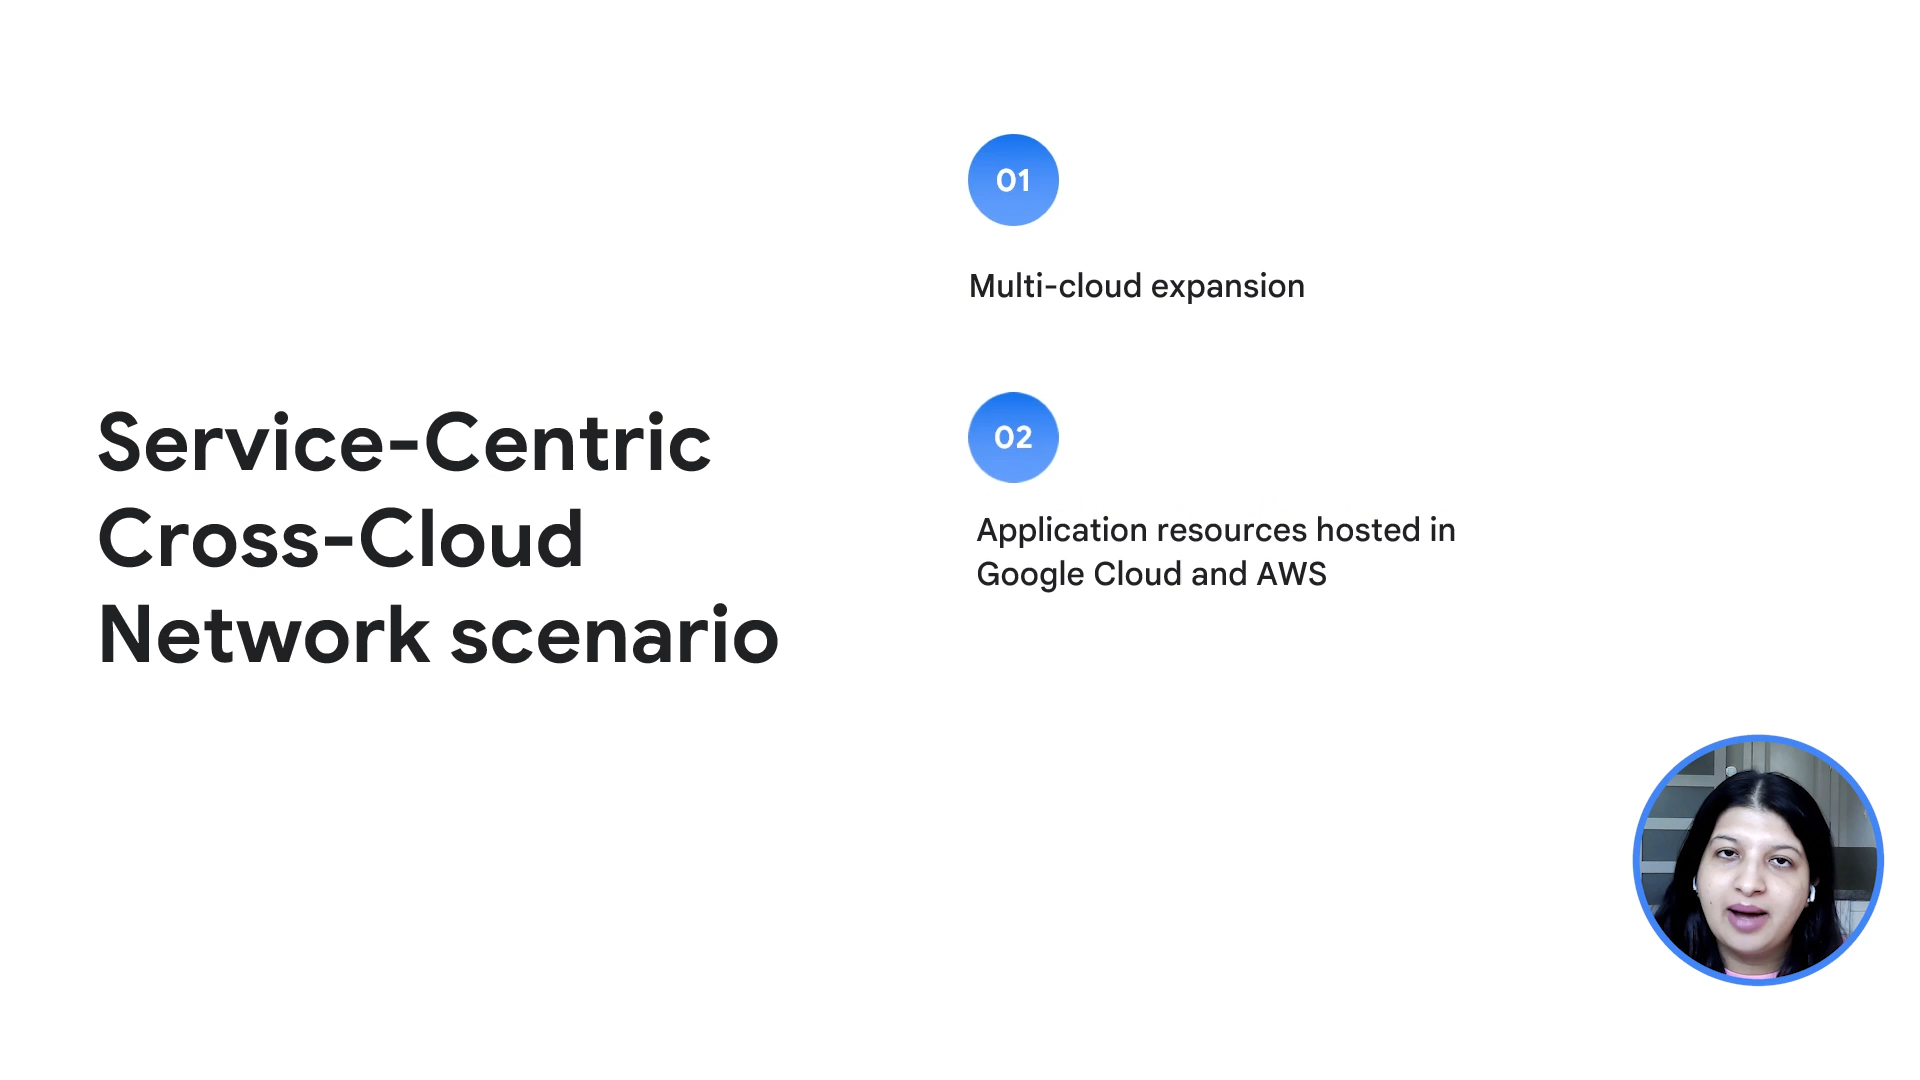 Service-Centric
Cross-Cloud
Network scenario
01
Multi-cloud expansion
02
Application resources hosted in
Google Cloud and AWS